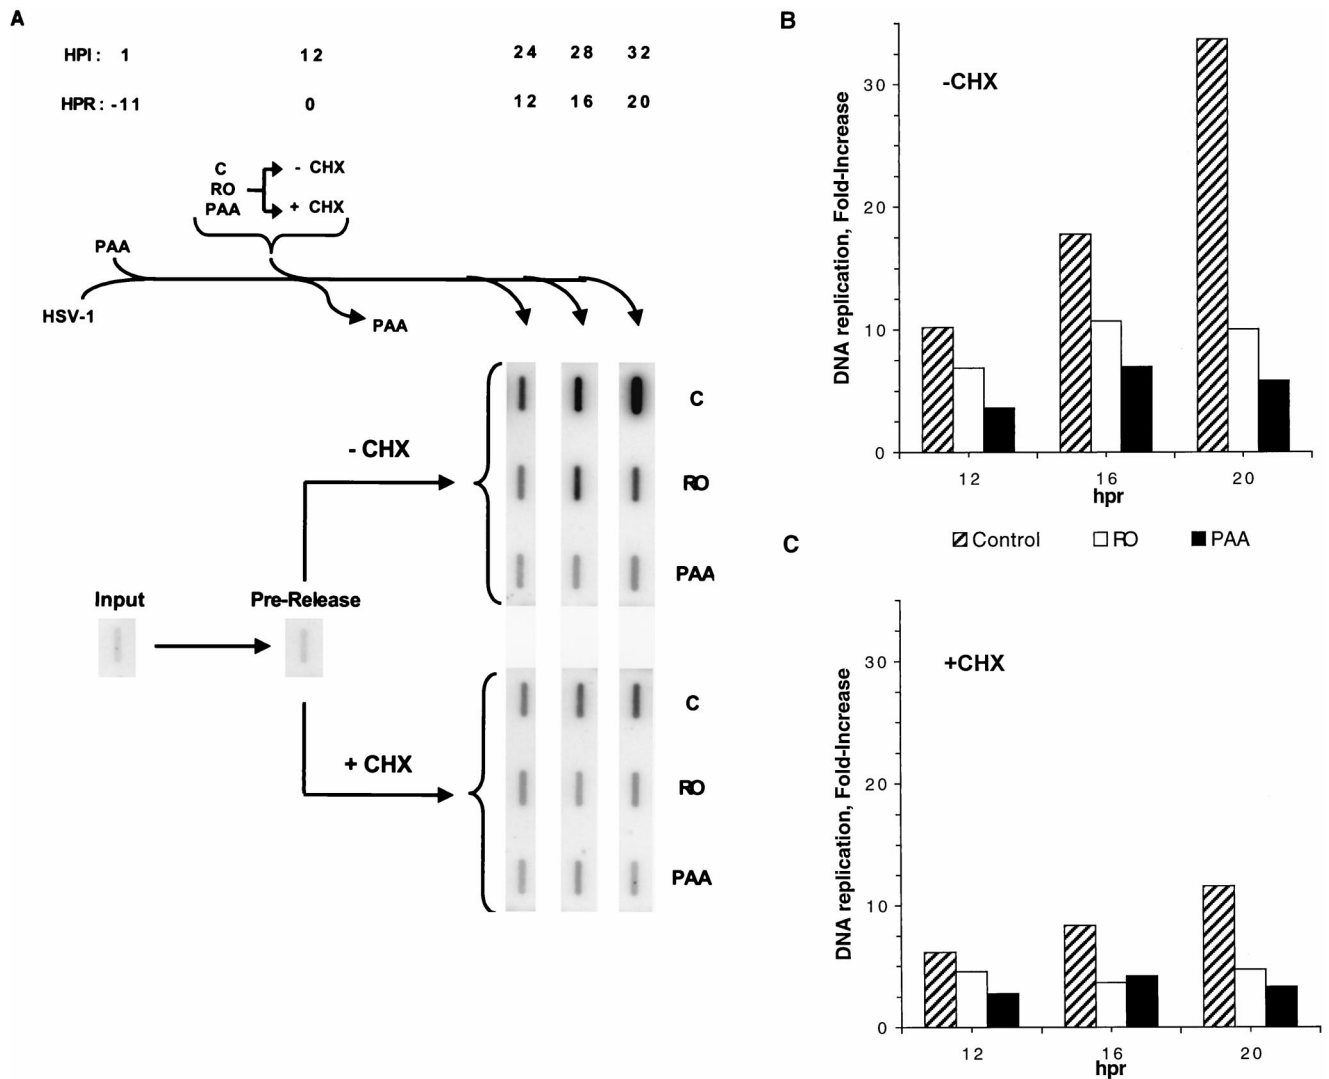 A
HPI: 1 12 24 28 32
HPR: -11 0 12 16 20
C - CHX
RO
PAA + CHX
PAA
HSV-1
PAA
C
- CHX
RO
PAA
Input Pre-Release
C
+ CHX
RO
PAA
B
-CHX
DNA replication, Fold-Increase
30
20
10
0
12 16 20
hpr
Control RO PAA
C
+CHX
DNA replication, Fold-Increase
30
20
10
0
12 16 20
hpr